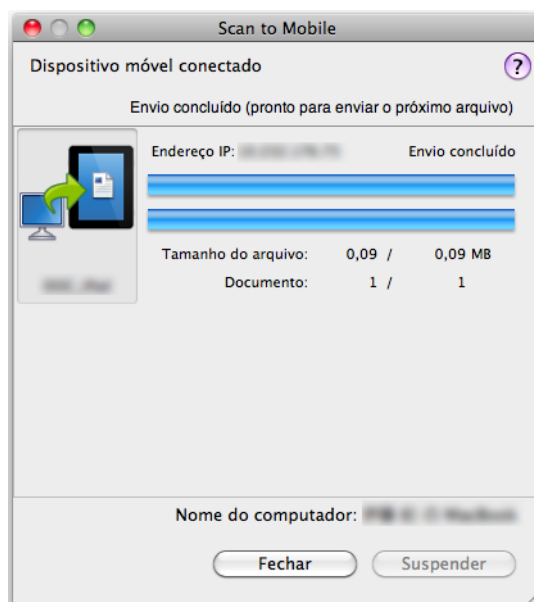 Scan to Mobile
Dispositivo móvel conectado ?
Envio concluído (pronto para enviar o próximo arquivo)
Endereço IP: Envio concluído
Tamanho do arquivo: 0,09 / 0,09 MB
Documento: 1 / 1
Nome do computador:
Fechar Suspender